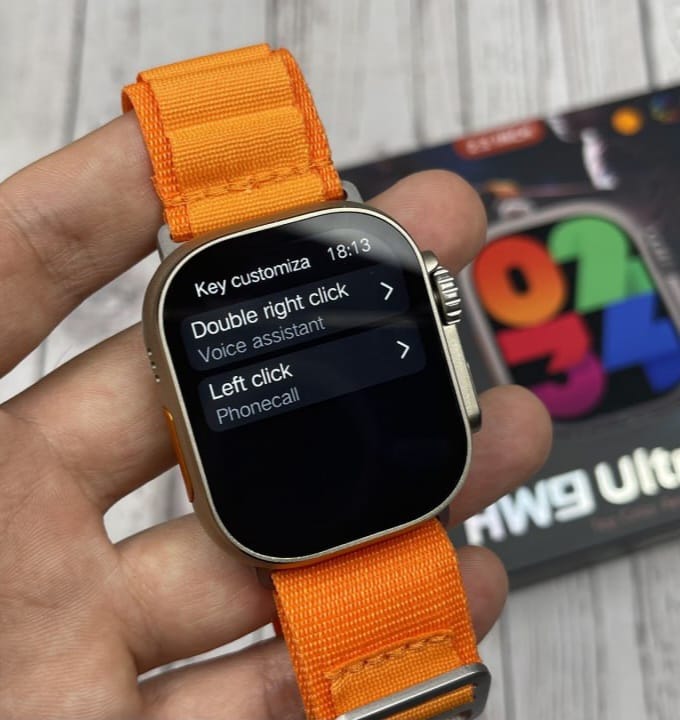 Key customiza 18:13
Double right click
Voice assistant
Left click
Phonecall
HW9 Ult